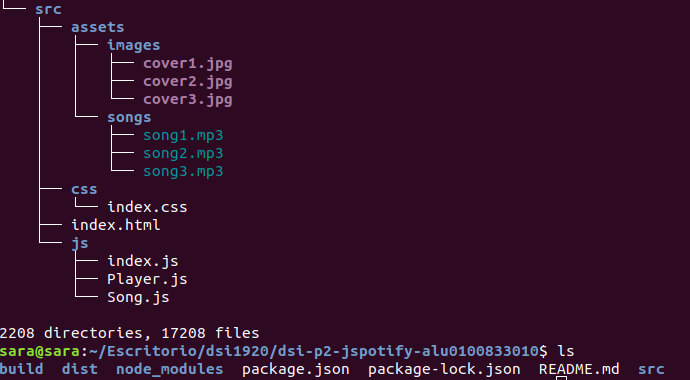 src
assets
images
cover1.jpg
cover2.jpg
cover3.jpg
songs
song1.mp3
song2.mp3
song3.mp3
css
index.css
index.html
js
index.js
Player.js
Song.js
2208 directories, 17208 files
sara@sara:~/Escritorio/dsi1920/dsi-p2-jspotify-alu0100833010$ ls
build  dist  node_modules  package.json  package-lock.json  README.md  src